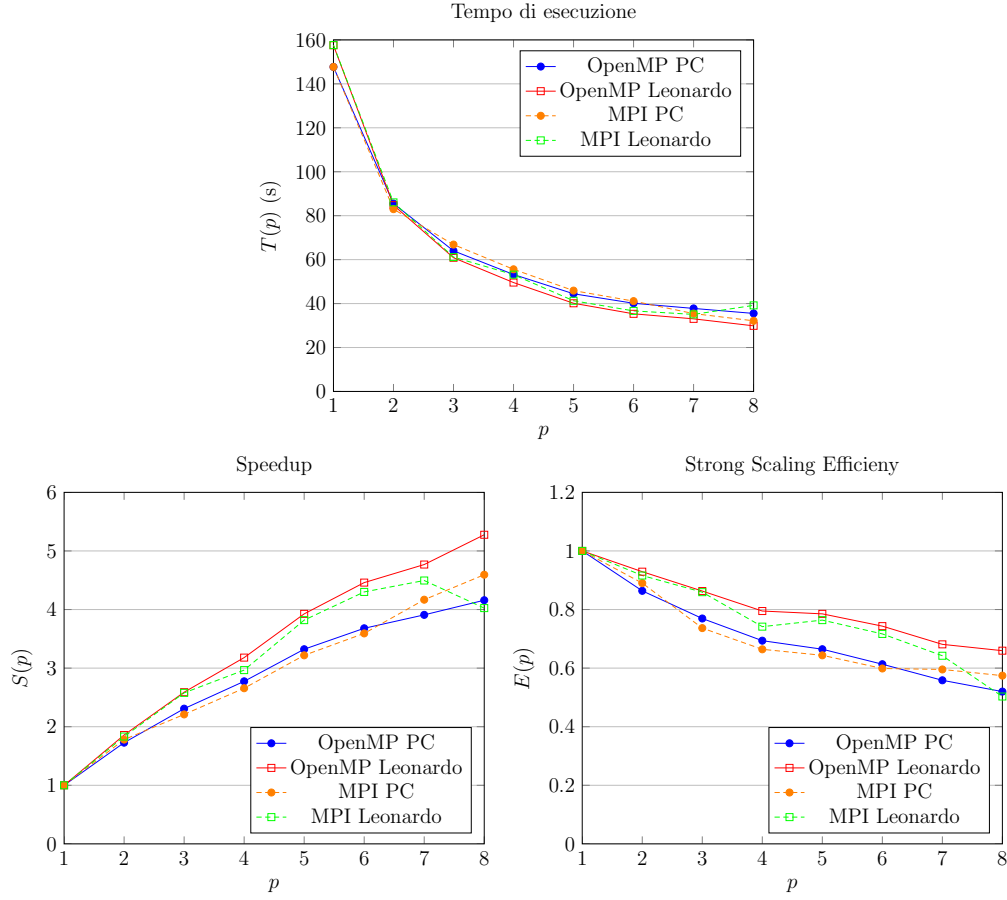 Tempo di esecuzione
160
140
120
100
80
60
40
20
0
T(p) (s)
OpenMP PC
OpenMP Leonardo
MPI PC
MPI Leonardo
1 2 3 4 5 6 7 8
p
Speedup
6
5
4
3
2
1
0
S(p)
OpenMP PC
OpenMP Leonardo
MPI PC
MPI Leonardo
1 2 3 4 5 6 7 8
p
Strong Scaling Efficieny
1.2
1
0.8
0.6
0.4
0.2
0
E(p)
OpenMP PC
OpenMP Leonardo
MPI PC
MPI Leonardo
1 2 3 4 5 6 7 8
p